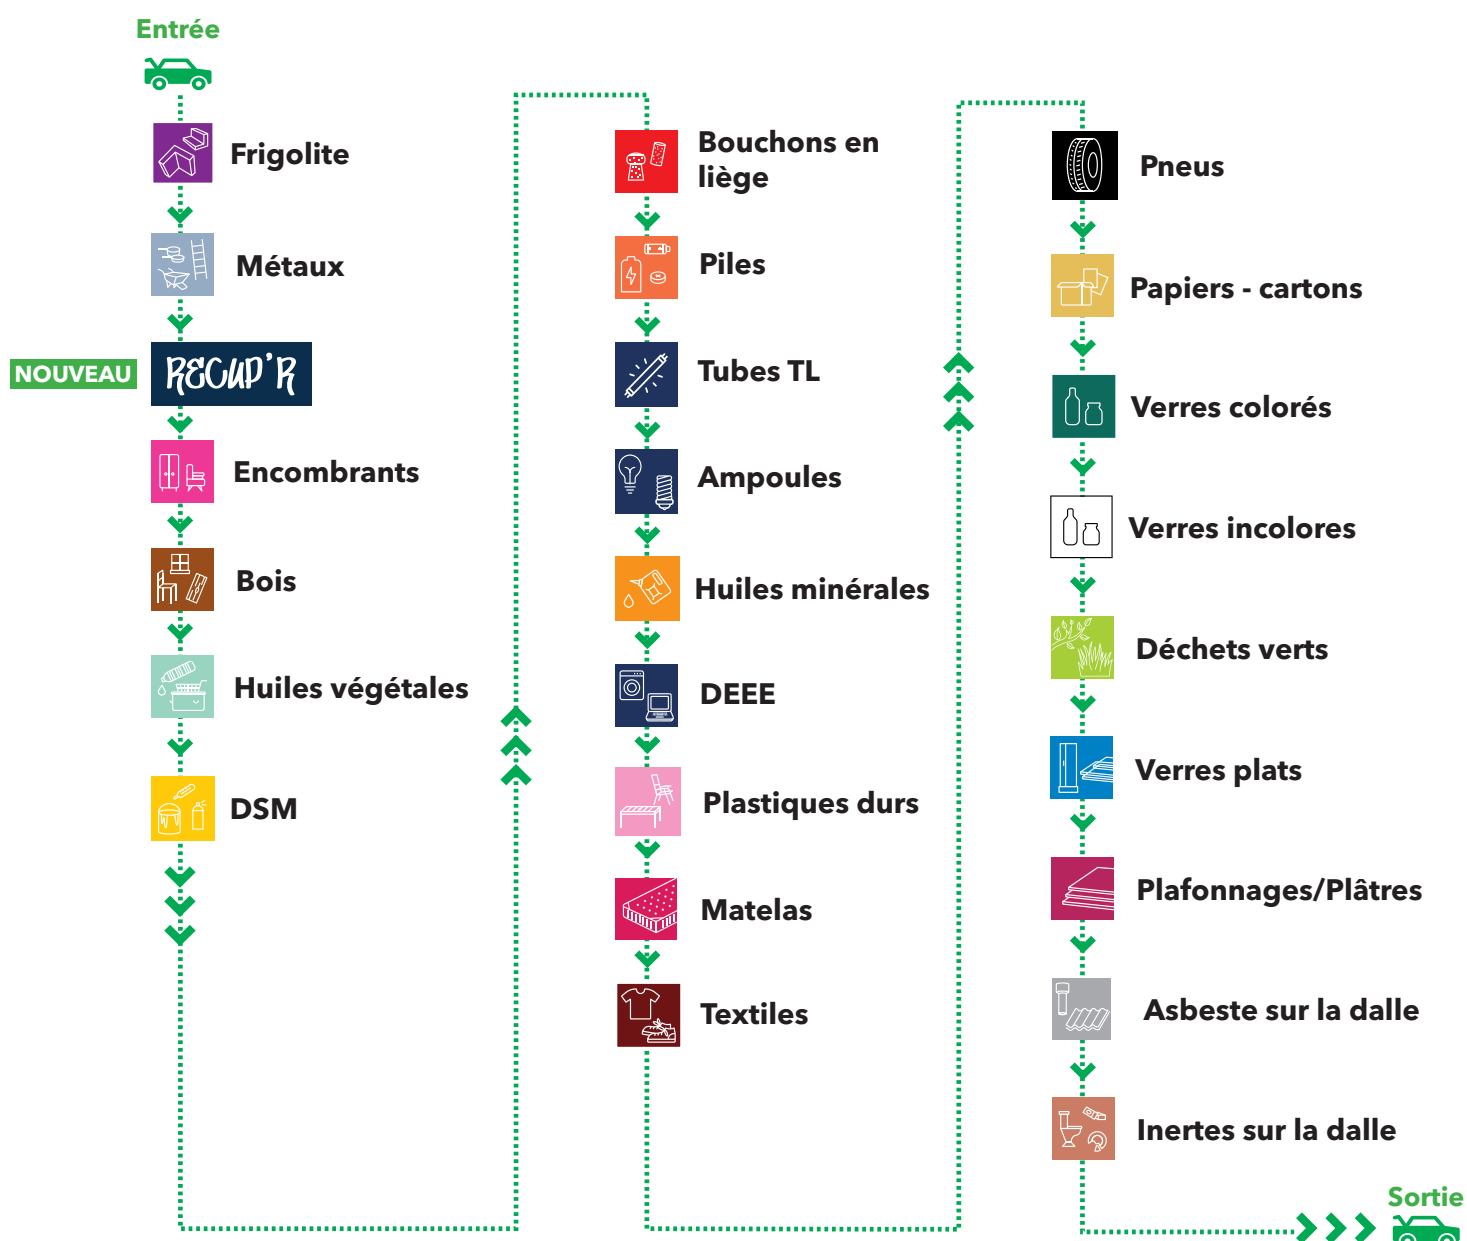 Entrée
Frigolite
Métaux
NOUVEAU
RECUP'R
Encombrants
Bois
Huiles végétales
DSM
Bouchons en
liège
Piles
Tubes TL
Ampoules
Huiles minérales
DEEE
Plastiques durs
Matelas
Textiles
Pneus
Papiers - cartons
Verres colorés
Verres incolores
Déchets verts
Verres plats
Plafonnages/Plâtres
Asbeste sur la dalle
Inertes sur la dalle
Sortie